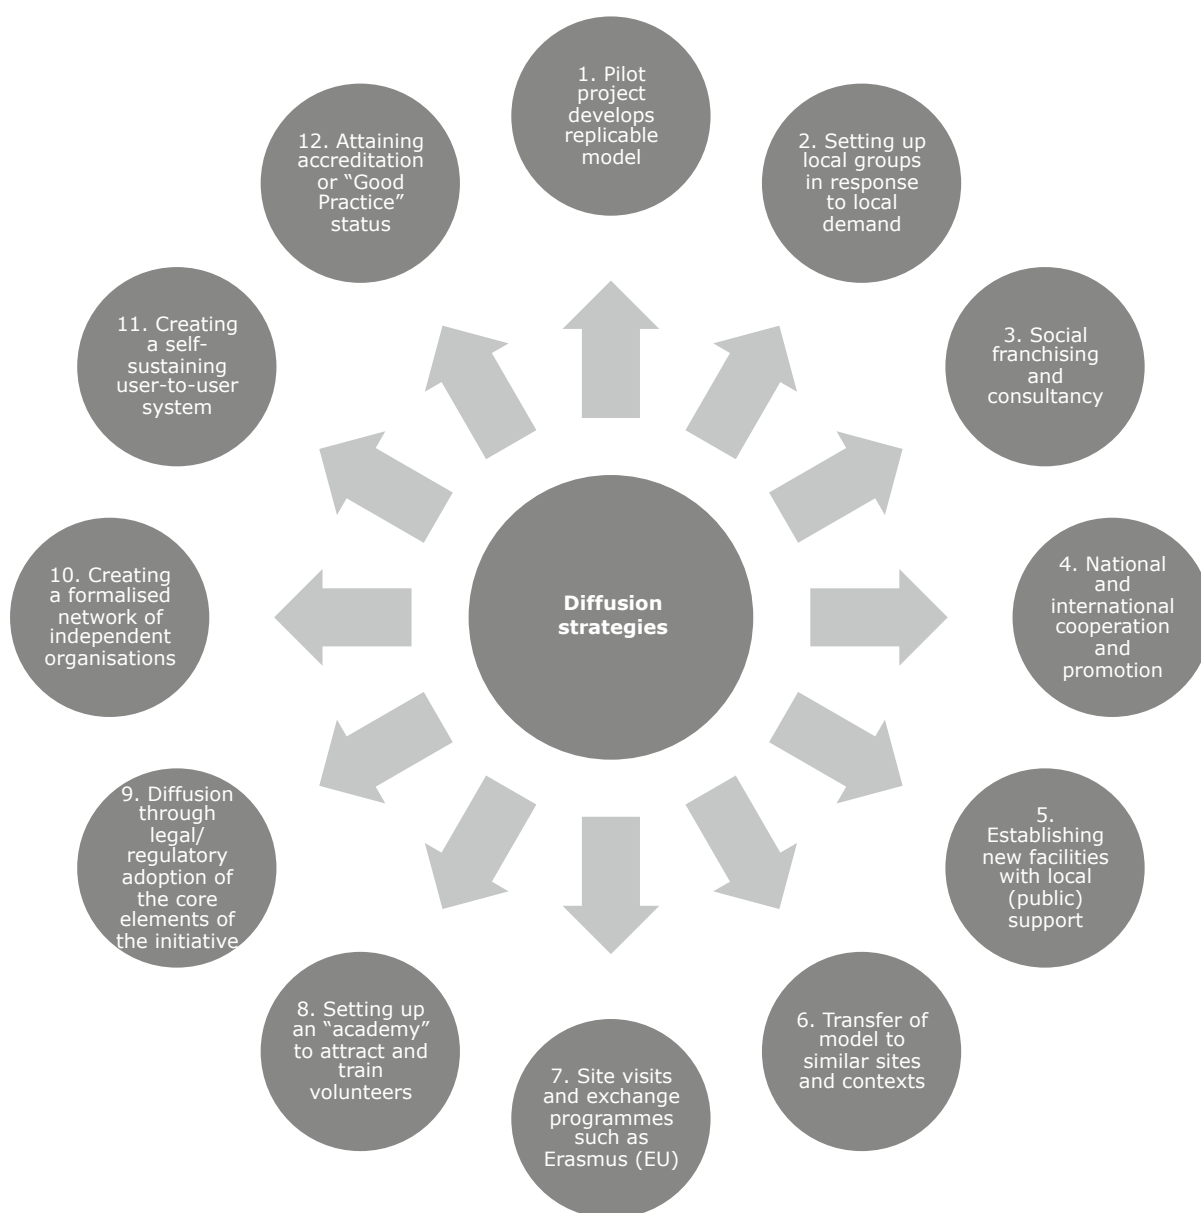 1. Pilot
project
develops
replicable
model
2. Setting up
local groups
in response
to local
demand
3. Social
franchising
and
consultancy
4. National
and
international
cooperation
and
promotion
5.
Establishing
new facilities
with local
(public)
support
6. Transfer of
model to
similar sites
and contexts
7. Site visits
and exchange
programmes
such as
Erasmus (EU)
8. Setting up
an “academy”
to attract and
train
volunteers
9. Diffusion
through
legal/
regulatory
adoption of
the core
elements of
the initiative
10. Creating
a formalised
network of
independent
organisations
11. Creating
a self-
sustaining
user-to-user
system
12. Attaining
accreditation
or “Good
Practice”
status
Diffusion
strategies